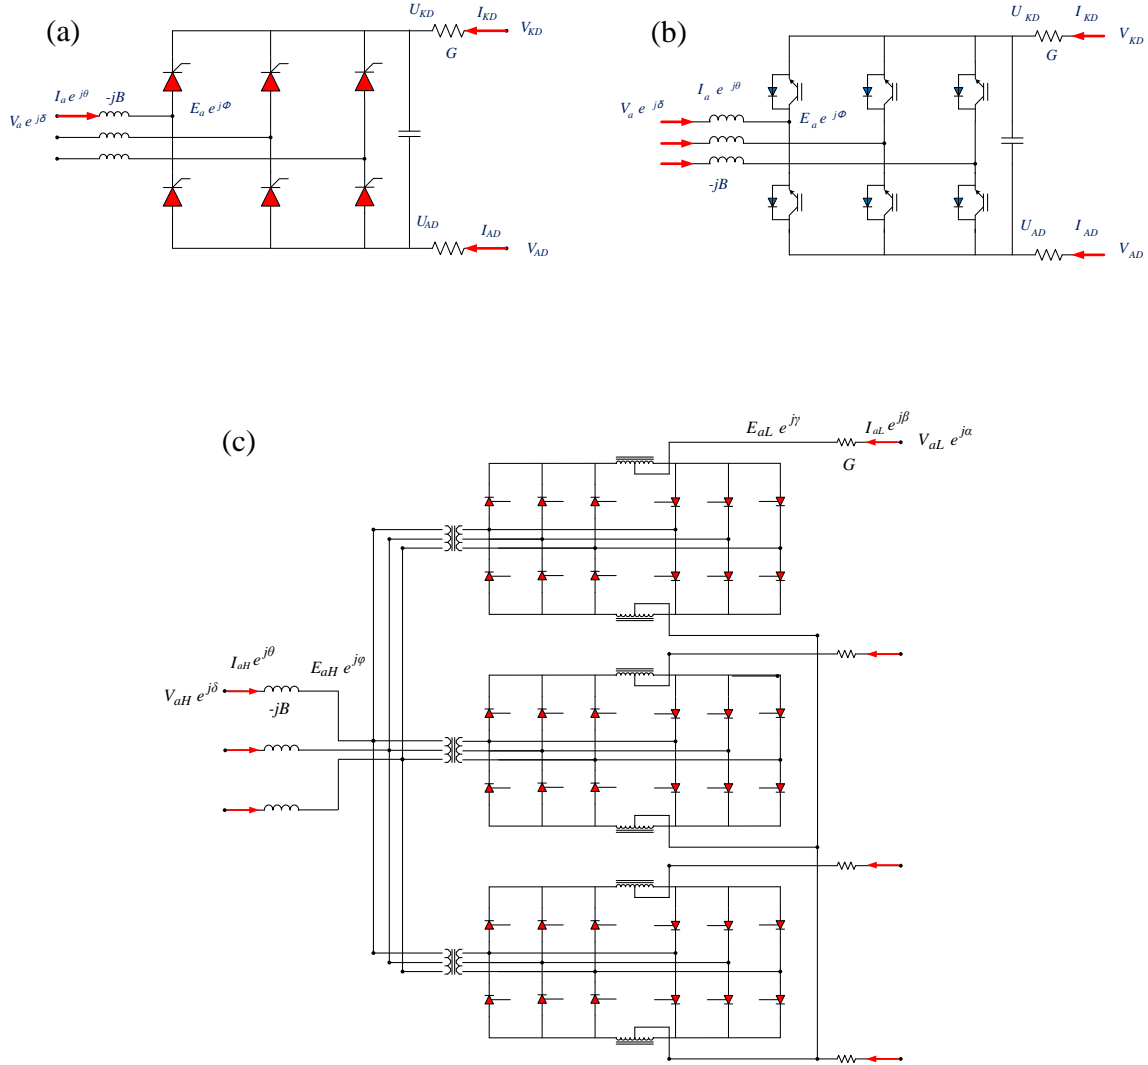 (a)
U_KD I_KD
V_KD
G
I_a e^jθ -jB
E_a e^jΦ
V_a e^jδ
U_AD
I_AD
V_AD
(b)
U_KD I_KD
V_KD
G
I_a e^jθ
V_a e^jδ
E_a e^jΦ
-jB
U_AD I_AD
V_AD
(c)
E_aL e^jγ I_aL e^jβ V_aL e^jα
G
I_aH e^jθ
E_aH e^jφ
V_aH e^jδ
-jB